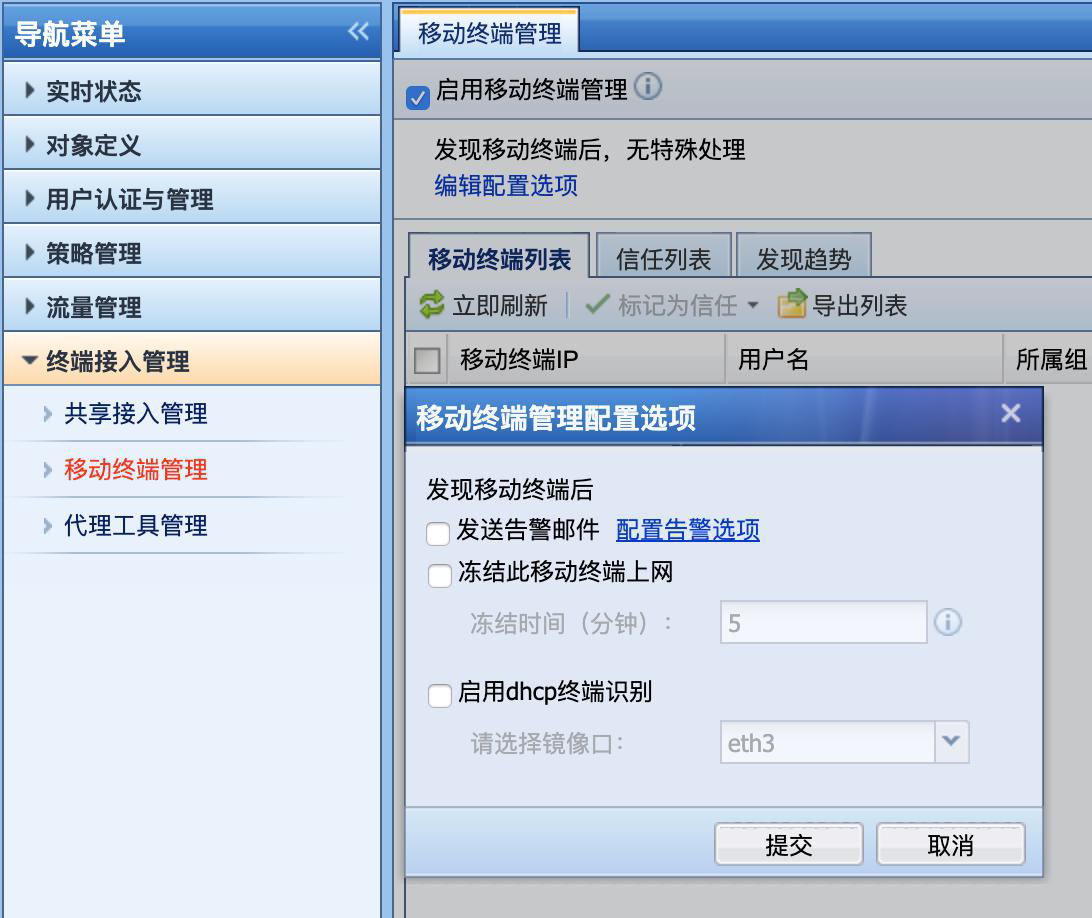 导航菜单
实时状态
对象定义
用户认证与管理
策略管理
流量管理
终端接入管理
共享接入管理
移动终端管理
代理工具管理
移动终端管理
启用移动终端管理
发现移动终端后，无特殊处理
编辑配置选项
移动终端列表 信任列表 发现趋势
立即刷新 标记为信任 导出列表
移动终端IP 用户名 所属组
移动终端管理配置选项
发现移动终端后
发送告警邮件 配置告警选项
冻结此移动终端上网
冻结时间（分钟）： 5
启用dhcp终端识别
请选择镜像口： eth3
提交 取消